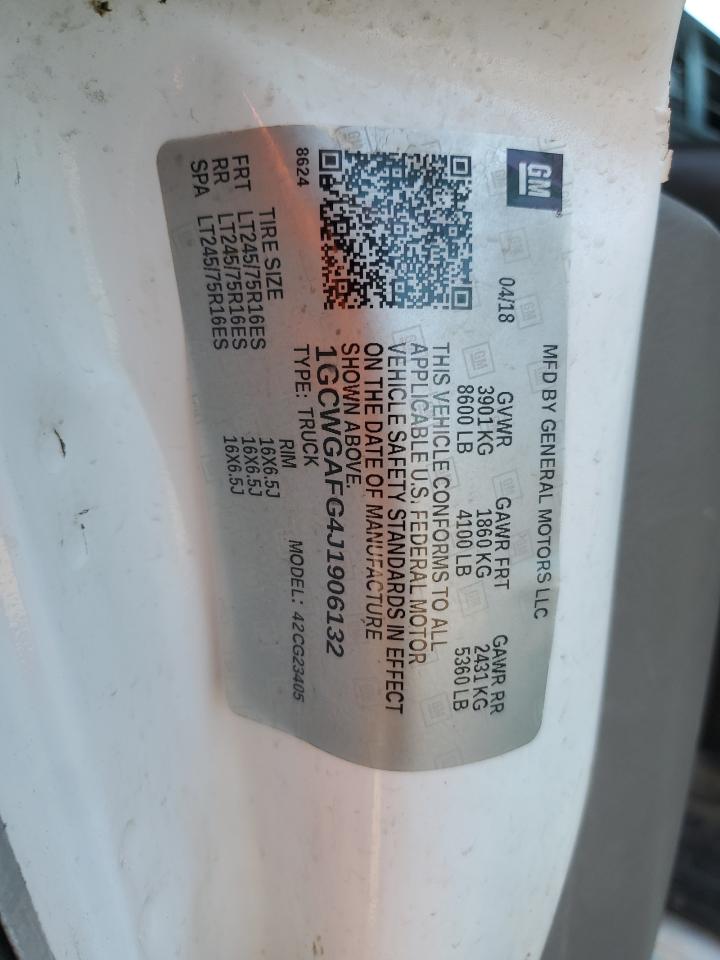 GM
MFD BY GENERAL MOTORS LLC
04/18 GVWR GAWR FRT GAWR RR
3901 KG 1860 KG 2431 KG
8600 LB 4100 LB 5360 LB
THIS VEHICLE CONFORMS TO ALL
APPLICABLE U.S. FEDERAL MOTOR
VEHICLE SAFETY STANDARDS IN EFFECT
ON THE DATE OF MANUFACTURE
SHOWN ABOVE.
1GCWGAFG4J1906132
8624 TYPE: TRUCK MODEL: 42CG23405
TIRE SIZE RIM
FRT LT245/75R16ES 16X6.5J
RR LT245/75R16ES 16X6.5J
SPA LT245/75R16ES 16X6.5J